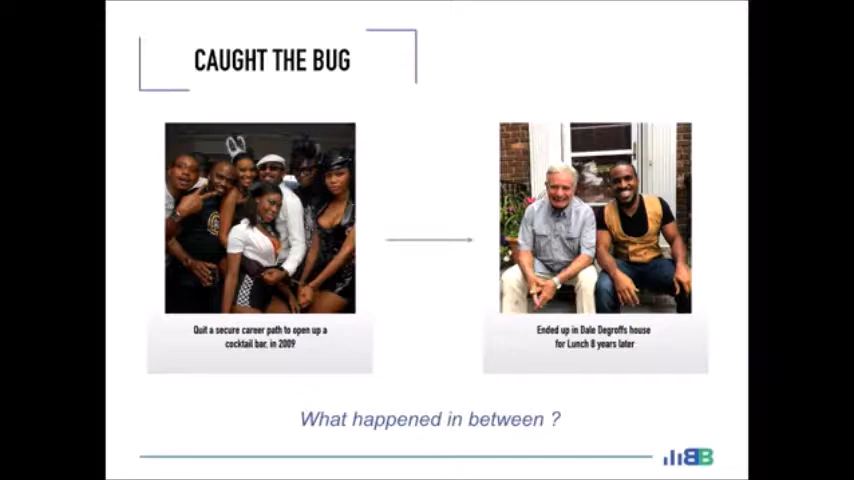 CAUGHT THE BUG
Quit a secure career path to open up a
cocktail bar, in 2009
Ended up in Dale Degroffs house
for Lunch 8 years later
What happened in between ?
BB